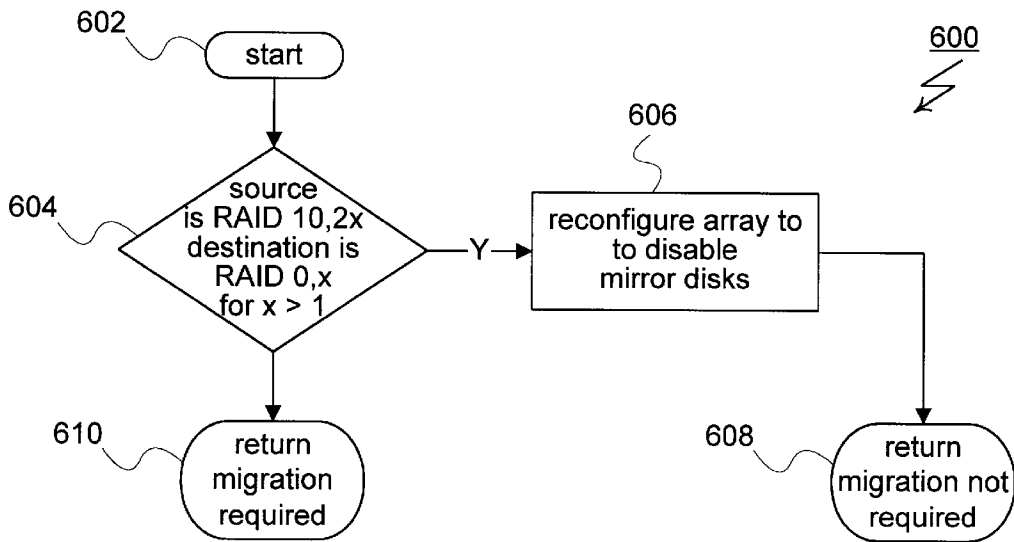 602
start
600
606
604
source
is RAID 10,2x
destination is
RAID 0,x
for x > 1
Y
reconfigure array to
to disable
mirror disks
610
return
migration
required
608
return
migration not
required